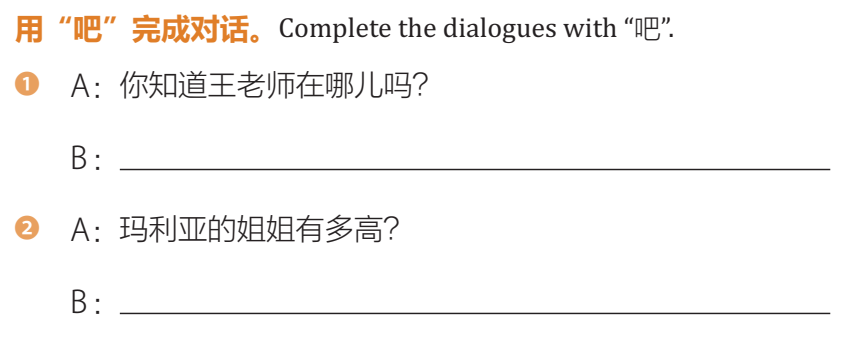 用“吧”完成对话。Complete the dialogues with “吧”.
1 A：你知道王老师在哪儿吗？
B：
2 A：玛利亚的姐姐有多高？
B：